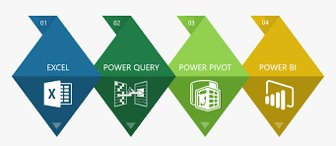 01
02
03
04
EXCEL
POWER QUERY
POWER PIVOT
POWER BI
X